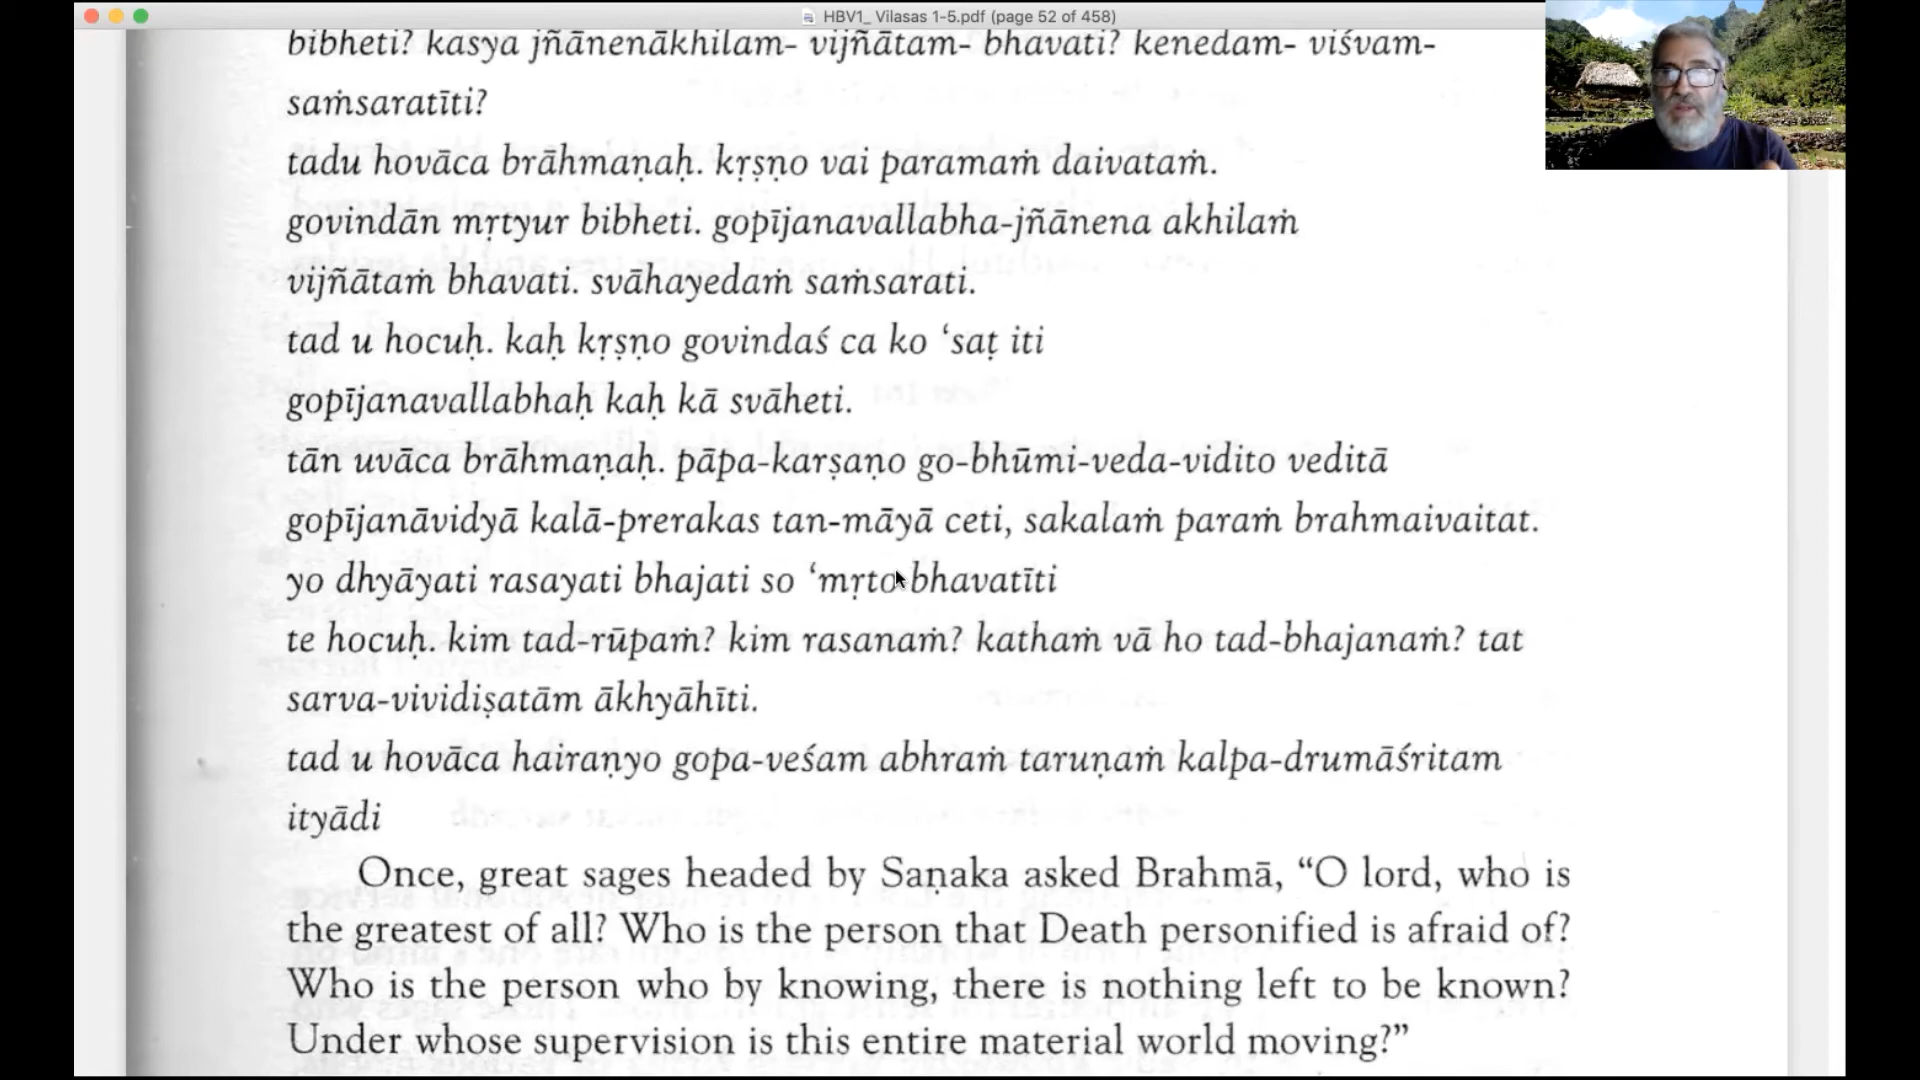 HBV1_ Vilasas 1-5.pdf (page 52 of 458)
bibheti? kasya jñānenākhilam- vijñātam- bhavati? kenedam- viśvam-
saṁsaratīti?
tadu hovāca brāhmaṇaḥ. kṛṣṇo vai paramaṁ daivataṁ.
govindān mṛtyur bibheti. gopījanavallabha-jñānena akhilaṁ
vijñātaṁ bhavati. svāhayedaṁ saṁsarati.
tad u hocuḥ. kaḥ kṛṣṇo govindaś ca ko ‘saṭ iti
gopījanavallabhaḥ kaḥ kā svāheti.
tān uvāca brāhmaṇaḥ. pāpa-karṣaṇo go-bhūmi-veda-vidito veditā
gopījanāvidyā kalā-prerakas tan-māyā ceti, sakalaṁ paraṁ brahmaivaitat.
yo dhyāyati rasayati bhajati so ‘mṛto bhavatīti
te hocuḥ. kim tad-rūpaṁ? kim rasanaṁ? kathaṁ vā ho tad-bhajanaṁ? tat
sarva-vividiṣatām ākhyāhīti.
tad u hovāca hairaṇyo gopa-veśam abhraṁ taruṇaṁ kalpa-drumāśritam
ityādi
Once, great sages headed by Saṇaka asked Brahmā, “O lord, who is
the greatest of all? Who is the person that Death personified is afraid of?
Who is the person who by knowing, there is nothing left to be known?
Under whose supervision is this entire material world moving?”